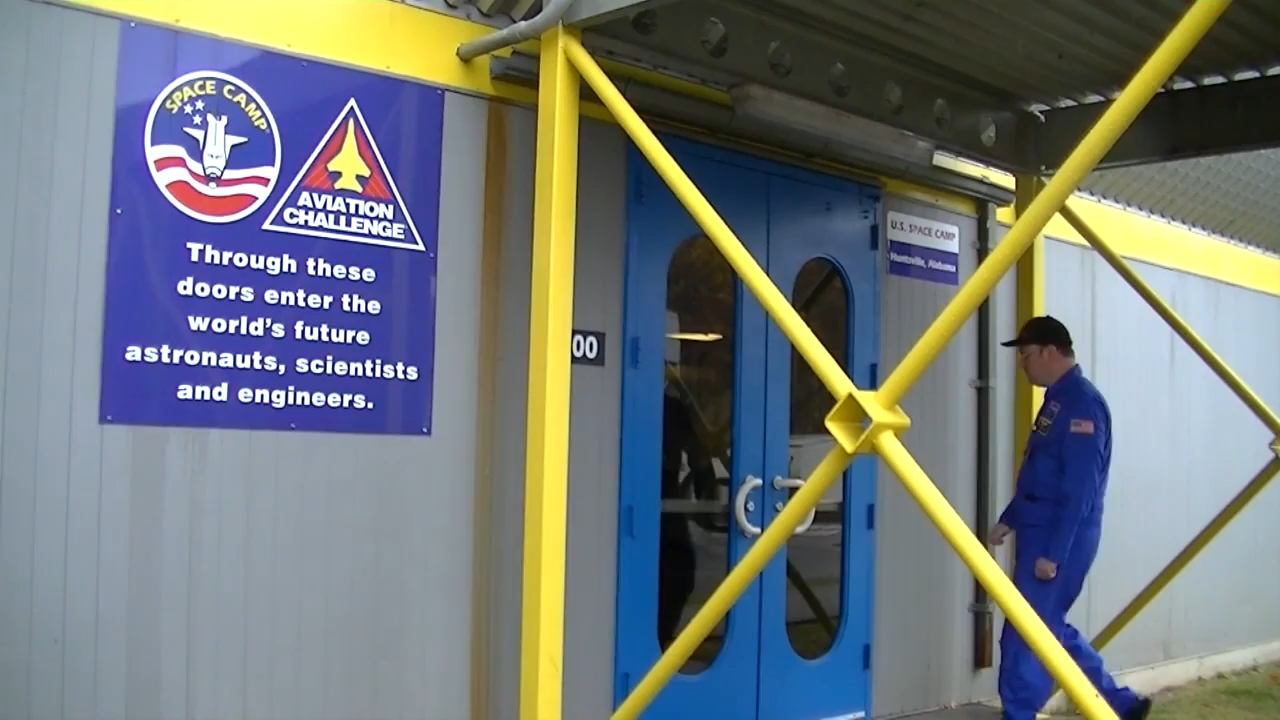 SPACE CAMP
AVIATION
CHALLENGE
Through these
doors enter the
world's future
astronauts, scientists
and engineers.
00
U.S. SPACE CAMP
Huntsville, Alabama